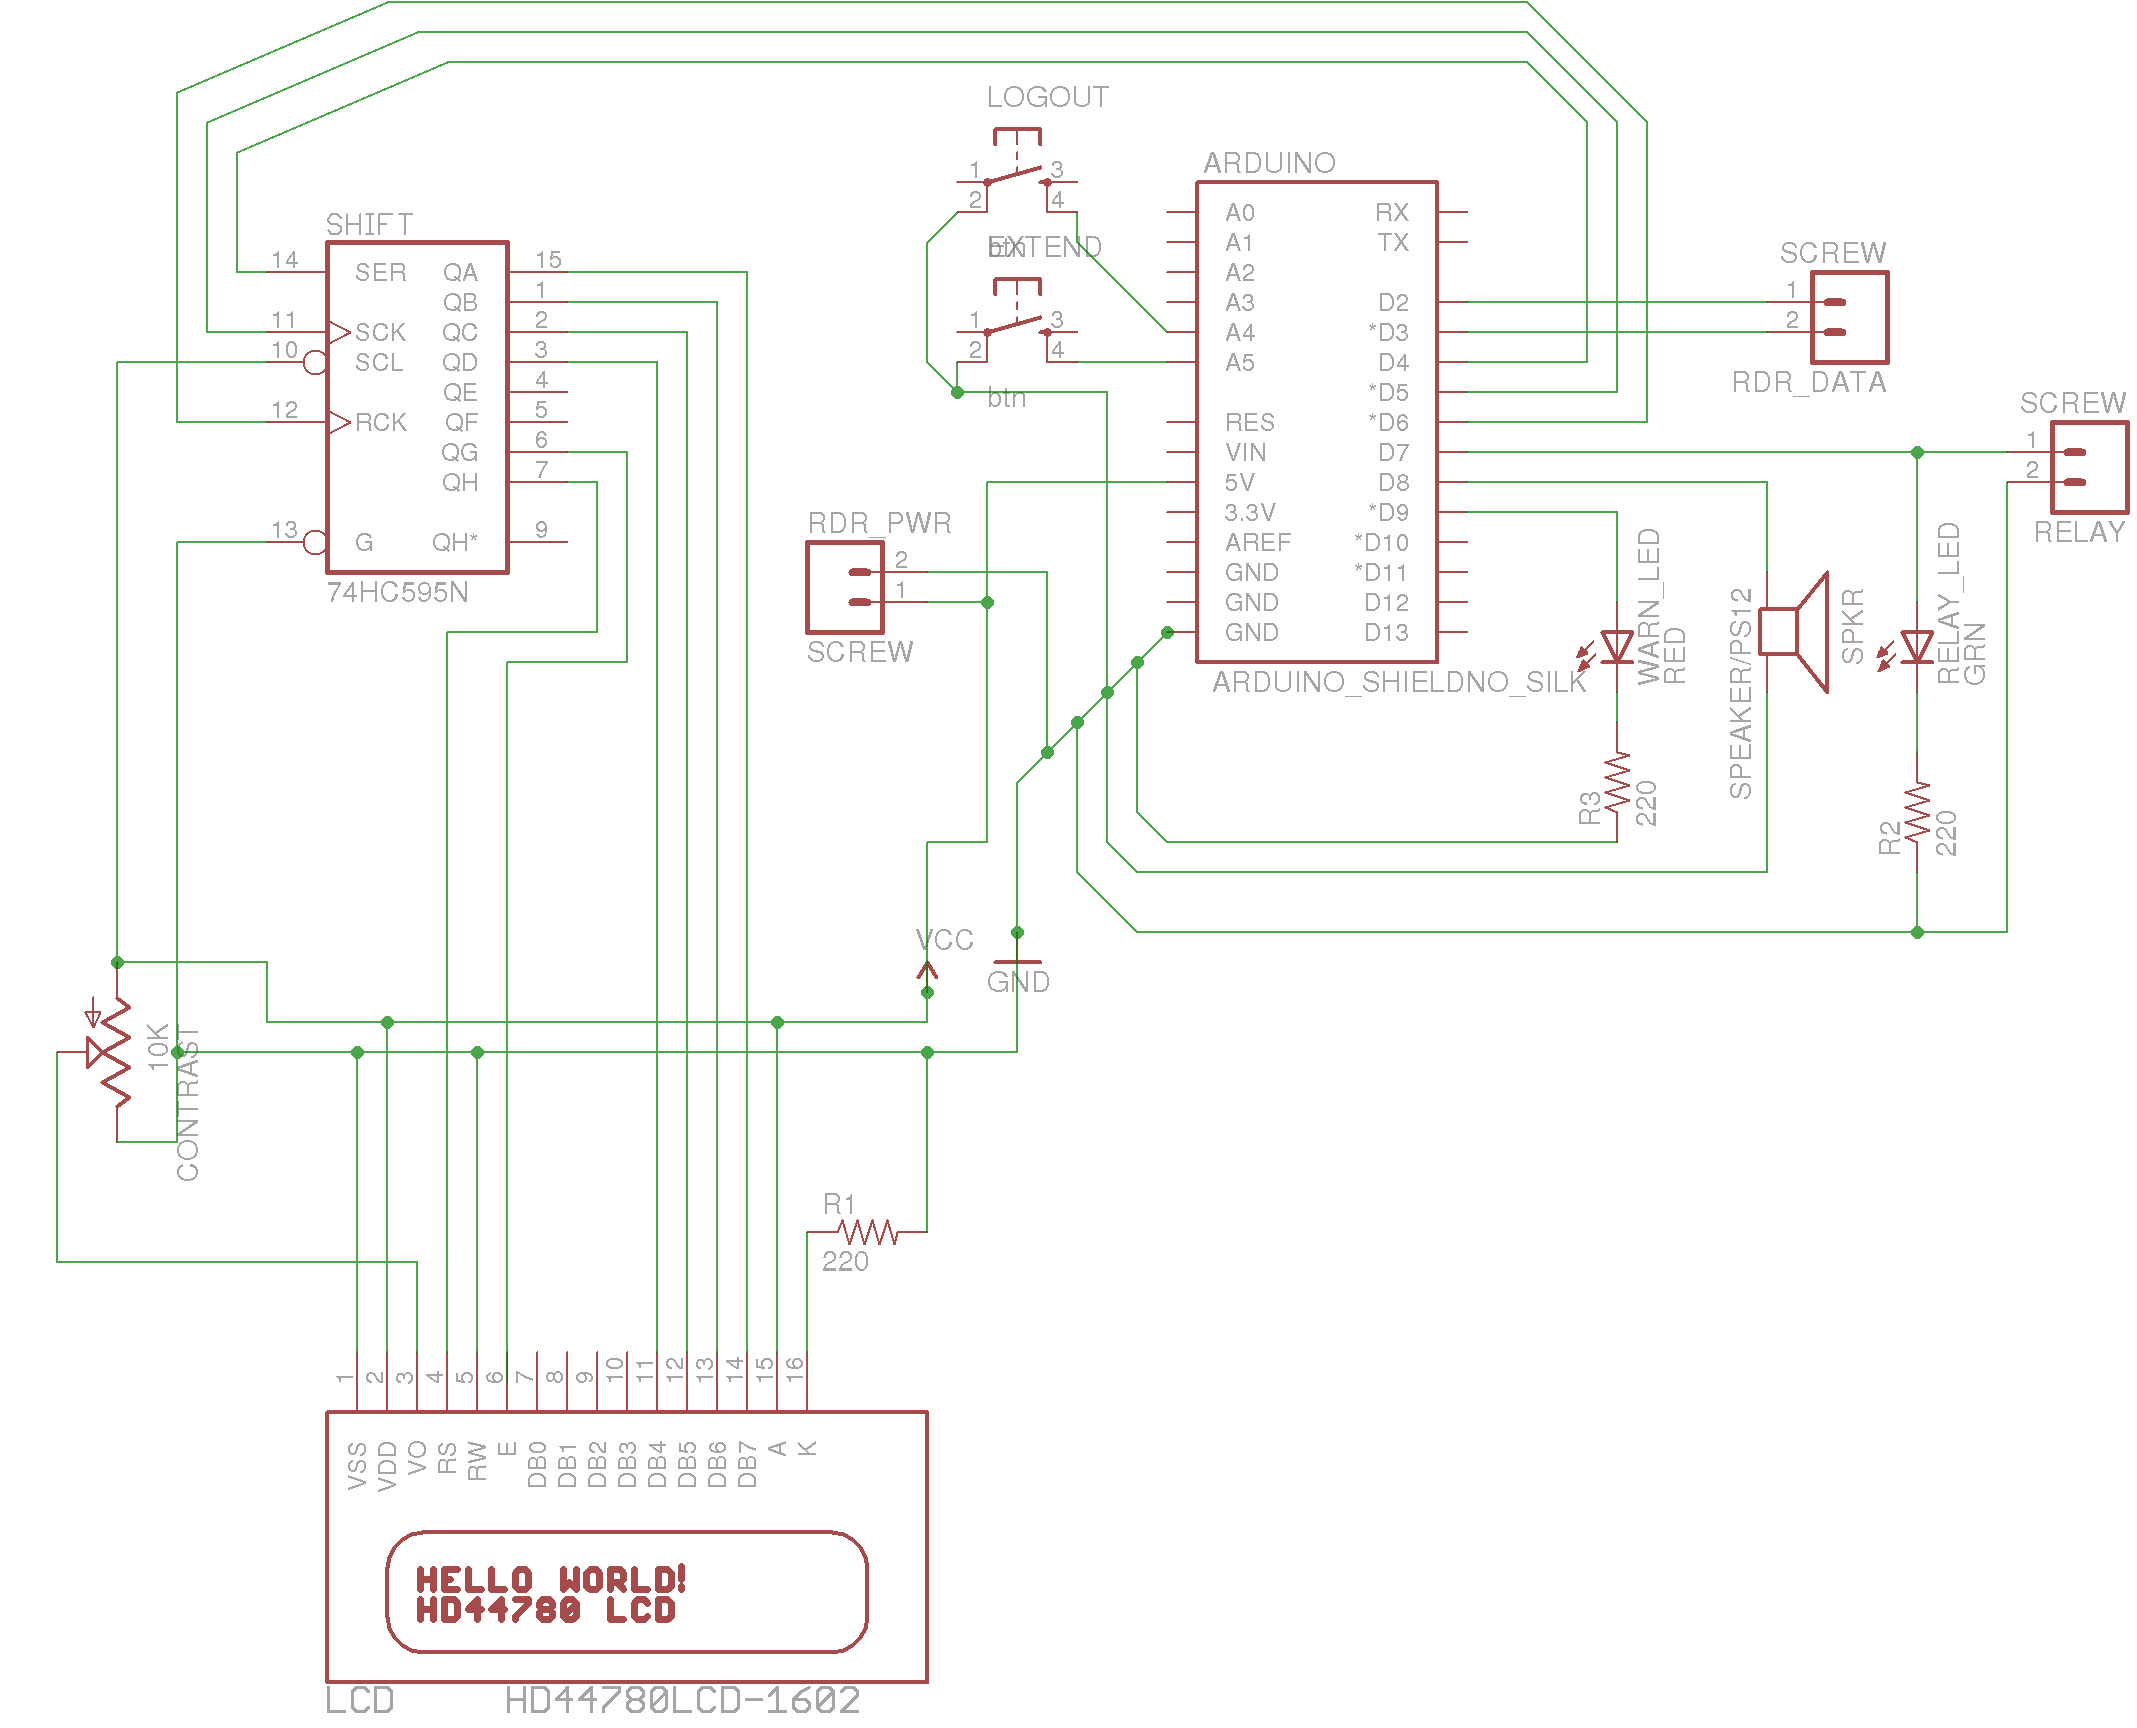 LOGOUT
1 3
2 4
btn
EXTEND
1 3
2 4
btn
ARDUINO
A0 RX
A1 TX
A2
A3 D2
A4 *D3
A5 D4
*D5
RES *D6
VIN D7
5V D8
3.3V *D9
AREF *D10
GND *D11
GND D12
GND D13
ARDUINO_SHIELDNO_SILK
SHIFT
14 SER QA 15
QB 1
11 SCK QC 2
10 SCL QD 3
QE 4
12 RCK QF 5
QG 6
QH 7
13 G QH* 9
74HC595N
SCREW
1
2
RDR_DATA
SCREW
1
2
RELAY
RDR_PWR
2
1
SCREW
WARN_LED
RED
SPEAKER/PS12
SPKR
RELAY_LED
GRN
R3
220
R2
220
VCC
GND
10K
CONTRAST
R1
220
1 2 3 4 5 6 7 8 9 10 11 12 13 14 15 16
VSS VDD VO RS RW E DB0 DB1 DB2 DB3 DB4 DB5 DB6 DB7 A K
HELLO WORLD!
HD44780 LCD
LCD HD44780LCD-1602